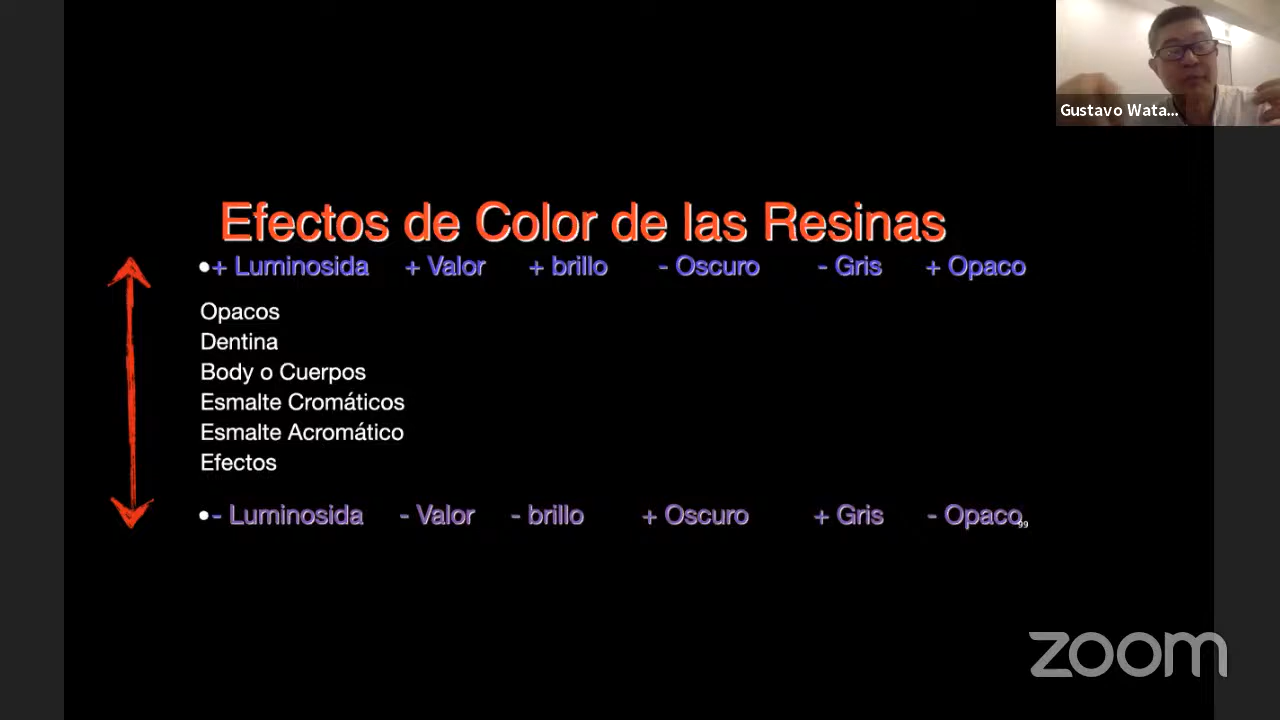 Gustavo Wata...
Efectos de Color de las Resinas
•+ Luminosida + Valor + brillo - Oscuro - Gris + Opaco
Opacos
Dentina
Body o Cuerpos
Esmalte Cromáticos
Esmalte Acromático
Efectos
•- Luminosida - Valor - brillo + Oscuro + Gris - Opaco
99
zoom